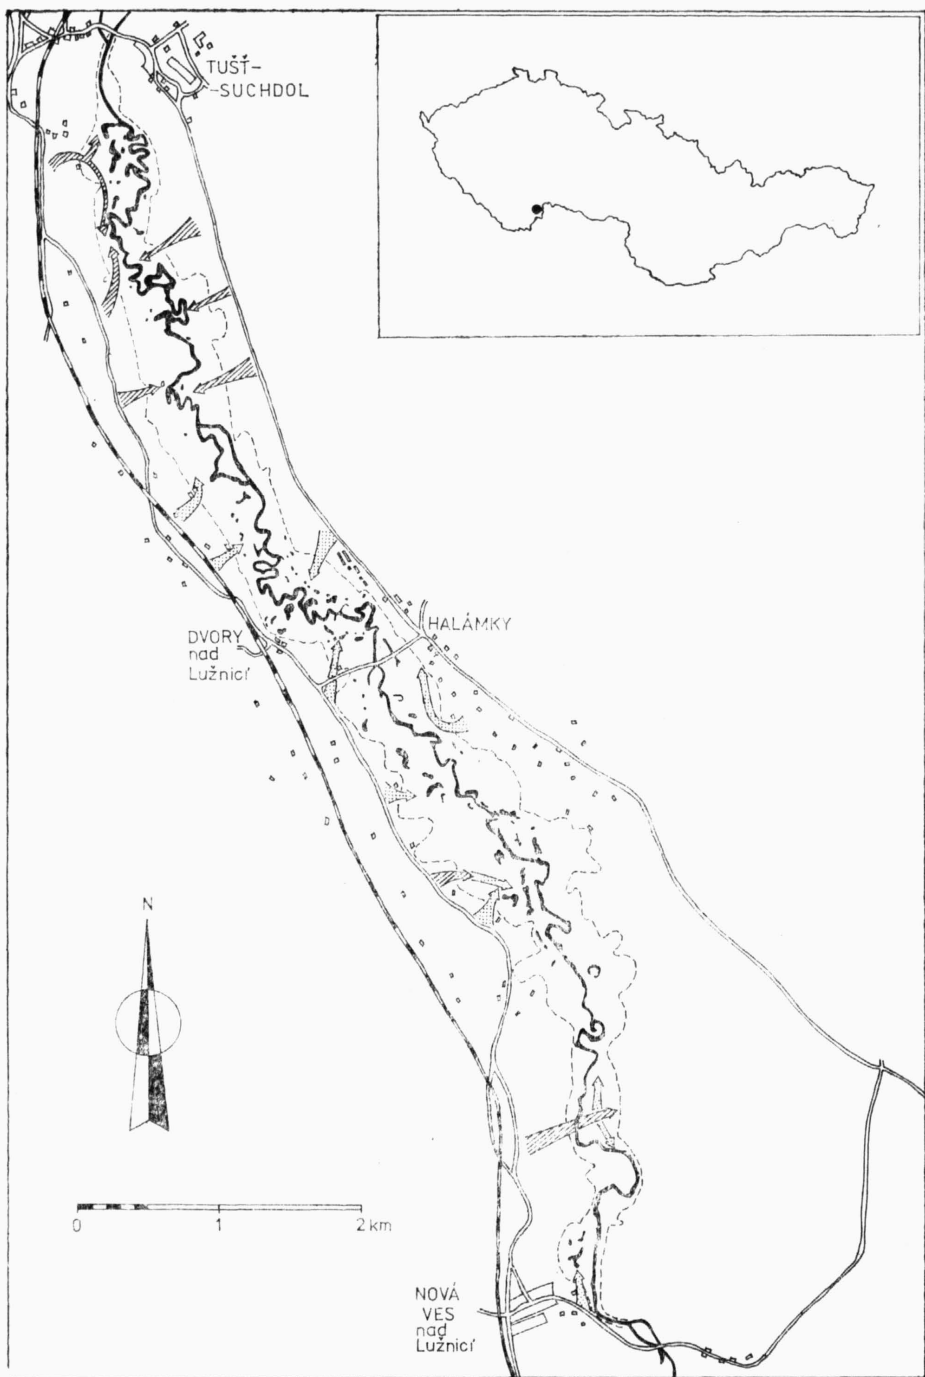 TUŠŤ-
-SUCHDOL
HALÁMKY
DVORY
nad
Lužnicí
N
0 1 2 km
NOVÁ
VES
nad
Lužnicí